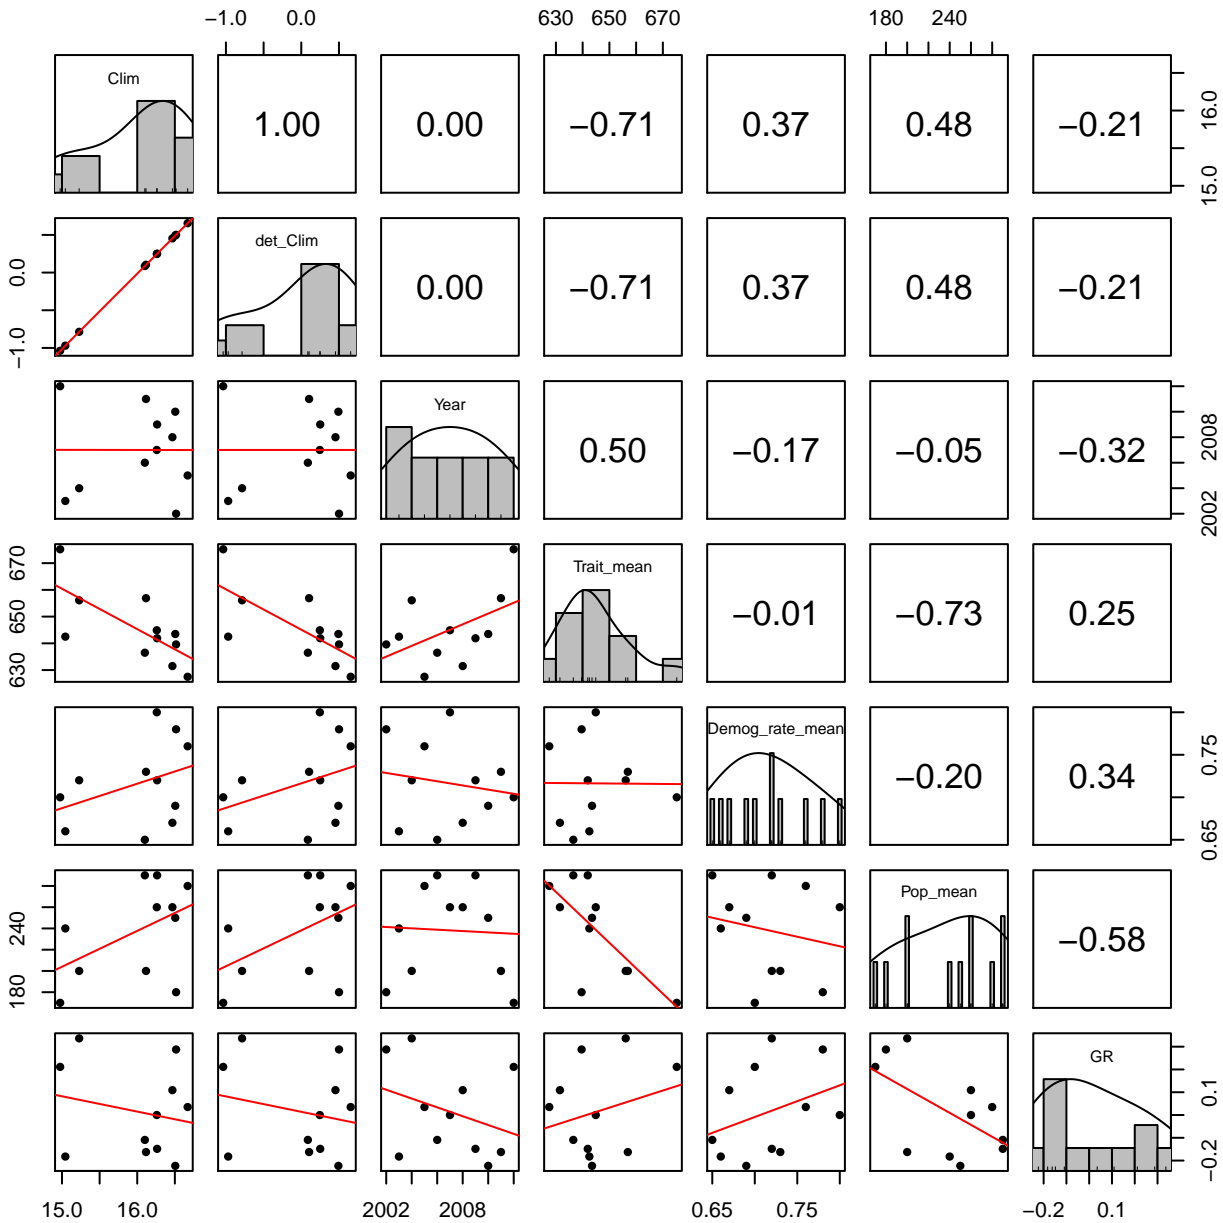 −1.0 0.0 630 650 670 180 240
Clim 1.00 0.00 −0.71 0.37 0.48 −0.21 15.0 16.0
−1.0 0.0 det_Clim 0.00 −0.71 0.37 0.48 −0.21
Year 0.50 −0.17 −0.05 −0.32 2002 2008
630 650 670 Trait_mean −0.01 −0.73 0.25
Demog_rate_mean −0.20 0.34 0.65 0.75
180 240 Pop_mean −0.58
GR −0.2 0.1
15.0 16.0 2002 2008 0.65 0.75 −0.2 0.1